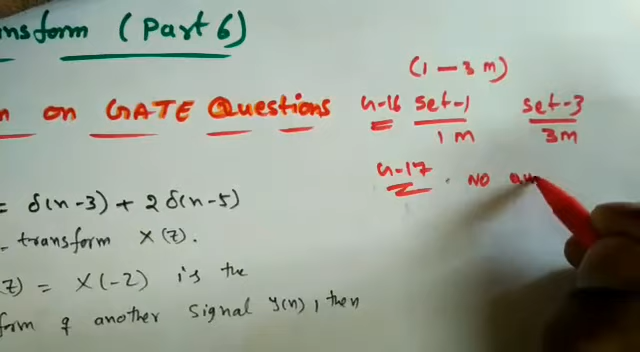 nsform (Part 6)
(1 - 3 m)
n on GATE Questions
G-16 Set-1 Set-3
1 m 3m
G-17 . NO
= δ(n-3) + 2 δ(n-5)
transform X(z).
z) = X(-z) is the
form of another signal y(n), then